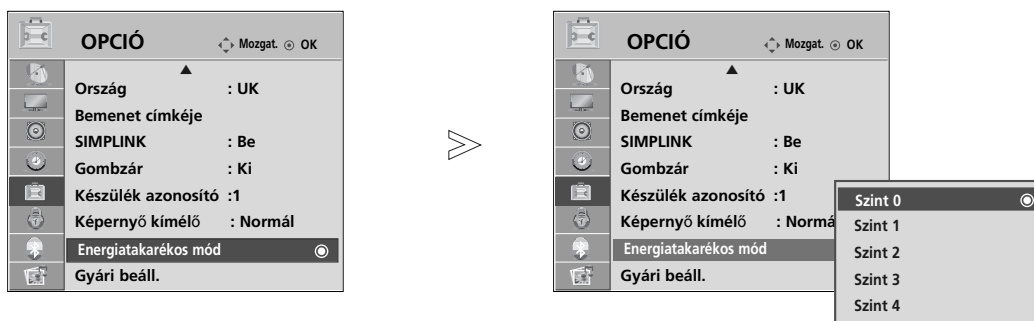 OPCIÓ Mozgat. OK
Ország : UK
Bemenet címkéje
SIMPLINK : Be
Gombzár : Ki
Készülék azonosító :1
Képernyő kímélő : Normál
Energiatakarékos mód
Gyári beáll.
OPCIÓ Mozgat. OK
Ország : UK
Bemenet címkéje
SIMPLINK : Be
Gombzár : Ki
Készülék azonosító :1
Képernyő kímélő : Normá
Energiatakarékos mód
Gyári beáll.
Szint 0
Szint 1
Szint 2
Szint 3
Szint 4